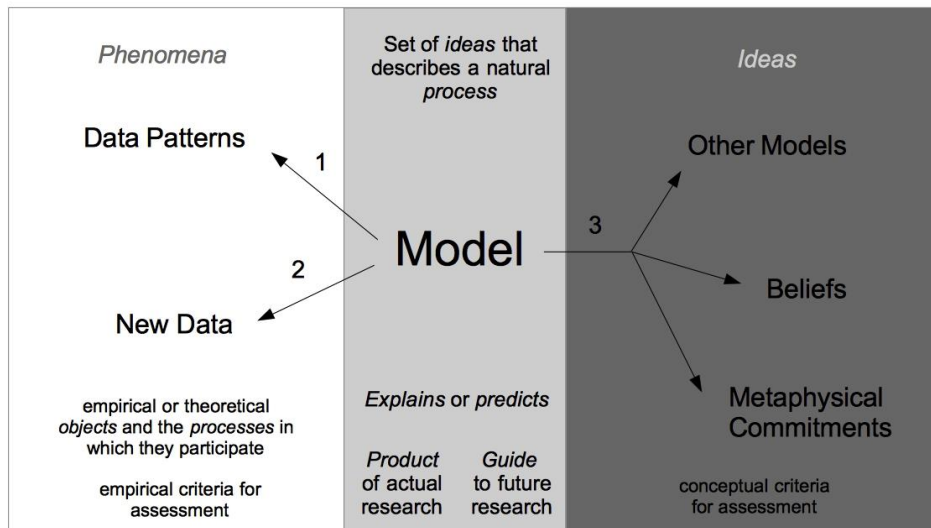 Phenomena
Data Patterns
1
2
New Data
empirical or theoretical
objects and the processes in
which they participate
empirical criteria for
assessment
Set of ideas that
describes a natural
process
Model
Explains or predicts
Product
of actual
research
Guide
to future
research
Ideas
3
Other Models
Beliefs
Metaphysical
Commitments
conceptual criteria
for assessment